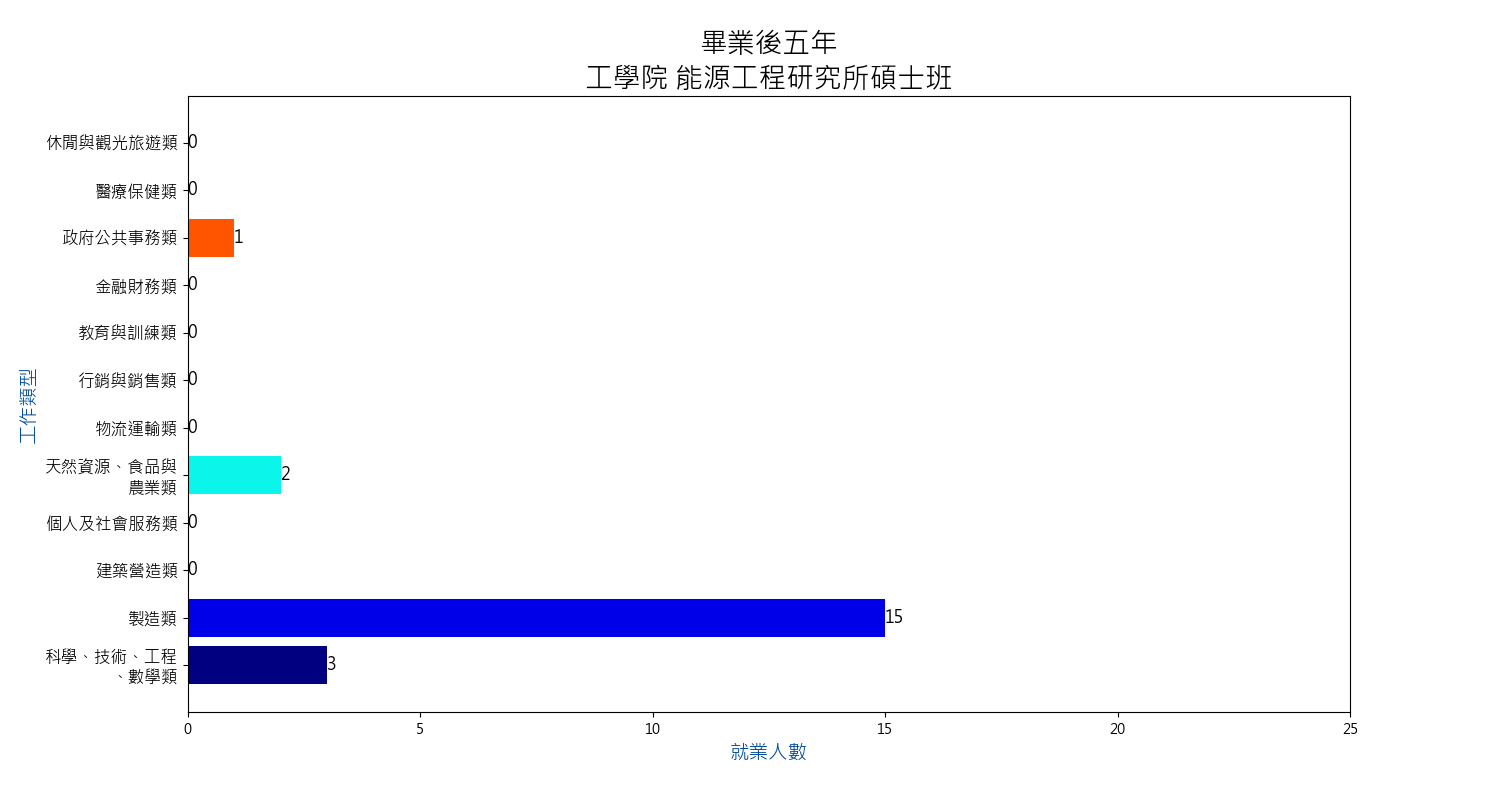 畢業後五年
工學院 能源工程研究所碩士班
休閒與觀光旅遊類 0
醫療保健類 0
政府公共事務類 1
金融財務類 0
教育與訓練類 0
行銷與銷售類 0
物流運輸類 0
天然資源、食品與
農業類 2
個人及社會服務類 0
建築營造類 0
製造類 15
科學、技術、工程
、數學類 3
工作類型
0 5 10 15 20 25
就業人數